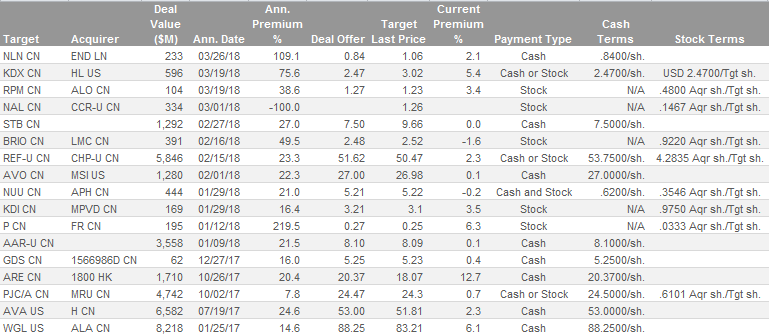 Target Acquirer Deal Value ($M) Ann. Date Ann. Premium % Deal Offer Target Last Price Current Premium % Payment Type Cash Terms Stock Terms
NLN CN END LN 233 03/26/18 109.1 0.84 1.06 2.1 Cash .8400/sh.
KDX CN HL US 596 03/19/18 75.6 2.47 3.02 5.4 Cash or Stock 2.4700/sh. USD 2.4700/Tgt sh.
RPM CN ALO CN 104 03/19/18 38.6 1.27 1.23 3.4 Stock N/A .4800 Aqr sh./Tgt sh.
NAL CN CCR-U CN 334 03/01/18 -100.0 1.26 Stock N/A .1467 Aqr sh./Tgt sh.
STB CN 1,292 02/27/18 27.0 7.50 9.66 0.0 Cash 7.5000/sh.
BRIO CN LMC CN 391 02/16/18 49.5 2.48 2.52 -1.6 Stock N/A .9220 Aqr sh./Tgt sh.
REF-U CN CHP-U CN 5,846 02/15/18 23.3 51.62 50.47 2.3 Cash or Stock 53.7500/sh. 4.2835 Aqr sh./Tgt sh.
AVO CN MSI US 1,280 02/01/18 22.3 27.00 26.98 0.1 Cash 27.0000/sh.
NUU CN APH CN 444 01/29/18 21.0 5.21 5.22 -0.2 Cash and Stock .6200/sh. .3546 Aqr sh./Tgt sh.
KDI CN MPVD CN 169 01/29/18 16.4 3.21 3.1 3.5 Stock N/A .9750 Aqr sh./Tgt sh.
P CN FR CN 195 01/12/18 219.5 0.27 0.25 6.3 Stock N/A .0333 Aqr sh./Tgt sh.
AAR-U CN 3,558 01/09/18 21.5 8.10 8.09 0.1 Cash 8.1000/sh.
GDS CN 1566986D CN 62 12/27/17 16.0 5.25 5.23 0.4 Cash 5.2500/sh.
ARE CN 1800 HK 1,710 10/26/17 20.4 20.37 18.07 12.7 Cash 20.3700/sh.
PJC/A CN MRU CN 4,742 10/02/17 7.8 24.47 24.3 0.7 Cash or Stock 24.5000/sh. .6101 Aqr sh./Tgt sh.
AVA US H CN 6,582 07/19/17 24.6 53.00 51.81 2.3 Cash 53.0000/sh.
WGL US ALA CN 8,218 01/25/17 14.6 88.25 83.21 6.1 Cash 88.2500/sh.